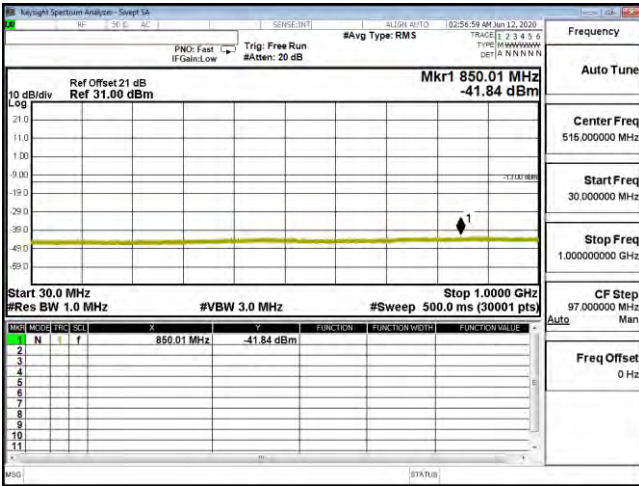 Keysight Spectrum Analyzer - Swept SA
RF 50 Ω AC SENSE:INT ALIGN AUTO 02:56:59 AM Jun 12, 2020
#Avg Type: RMS
TRACE 1 2 3 4 5 6
PNO: Fast Trig: Free Run
TYPE M WWWWW
IFGain:Low #Atten: 20 dB
DET A N N N N N
Frequency
Auto Tune
Ref Offset 21 dB
10 dB/div Ref 31.00 dBm
Mkr1 850.01 MHz
-41.84 dBm
Log
21.0
11.0
1.00
-9.00
-13.00 dBm
-19.0
-29.0
-39.0
1
-49.0
-59.0
Center Freq
515.000000 MHz
Start Freq
30.000000 MHz
Stop Freq
1.000000000 GHz
Start 30.0 MHz Stop 1.0000 GHz
#Res BW 1.0 MHz #VBW 3.0 MHz #Sweep 500.0 ms (30001 pts)
CF Step
97.000000 MHz
Auto Man
MKR MODE TRC SCL X Y FUNCTION FUNCTION WIDTH FUNCTION VALUE
1 N 1 f 850.01 MHz -41.84 dBm
2
3
4
5
6
7
8
9
10
11
Freq Offset
0 Hz
MSG STATUS